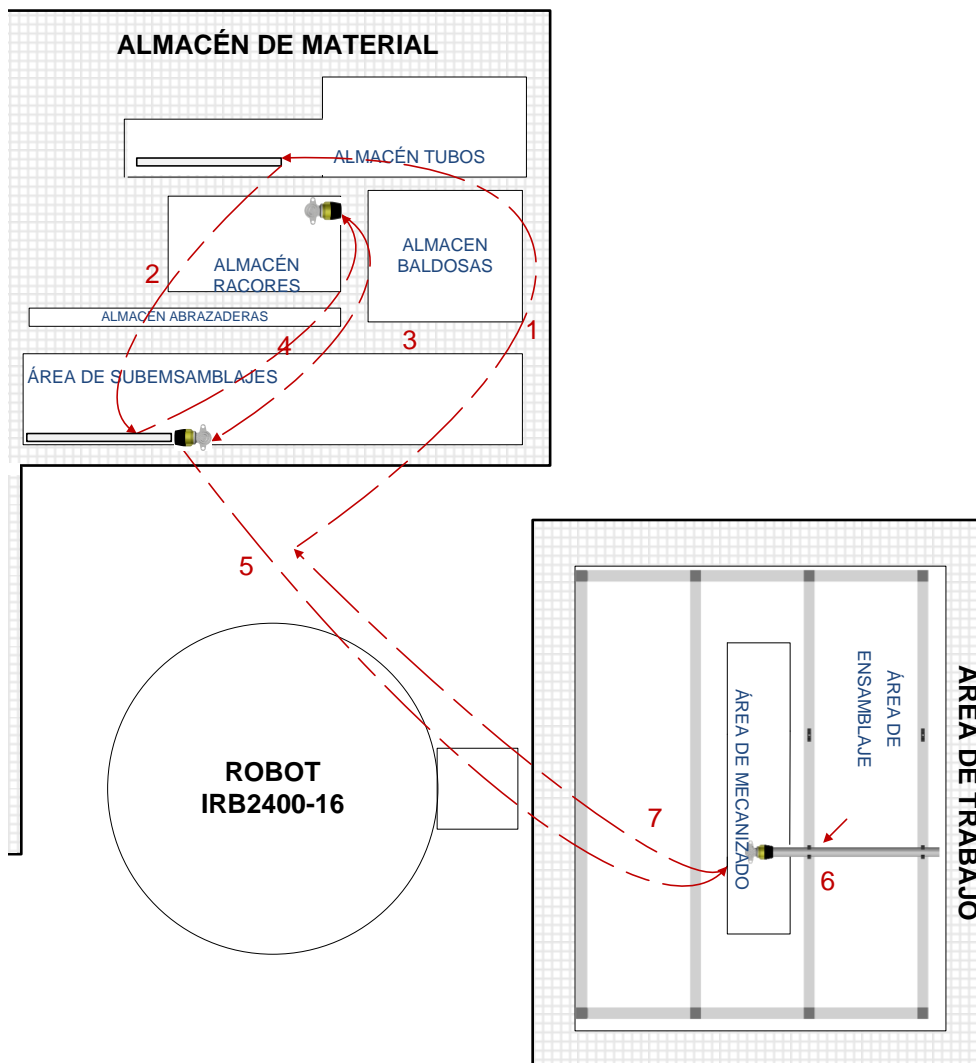 ALMACÉN DE MATERIAL
ALMACÉN TUBOS
ALMACÉN
RACORES
ALMACEN
BALDOSAS
ALMACEN ABRAZADERAS
ÁREA DE SUBEMSAMBLAJES
2
4
3
1
5
ROBOT
IRB2400-16
ÁREA DE MECANIZADO
ÁREA DE
ENSAMBLAJE
ÁREA DE TRABAJO
7
6